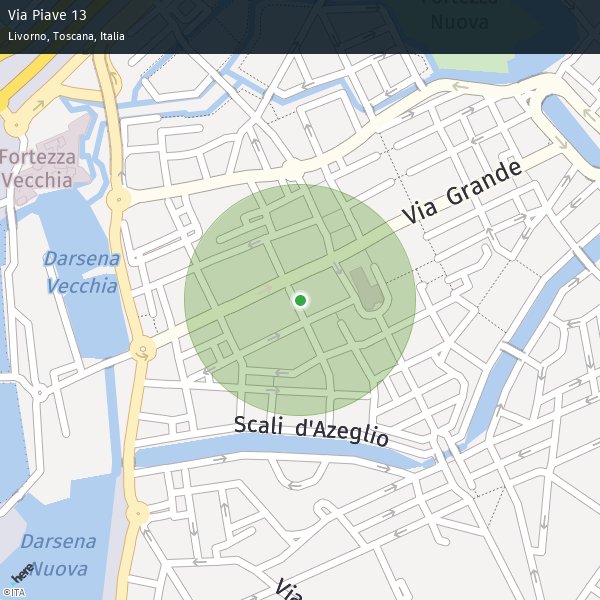 Via Piave 13
Livorno, Toscana, Italia
Fortezza
Nuova
Fortezza
Vecchia
Via Grande
Darsena
Vecchia
Scali d'Azeglio
Darsena
Nuova
Via
here
©ITA